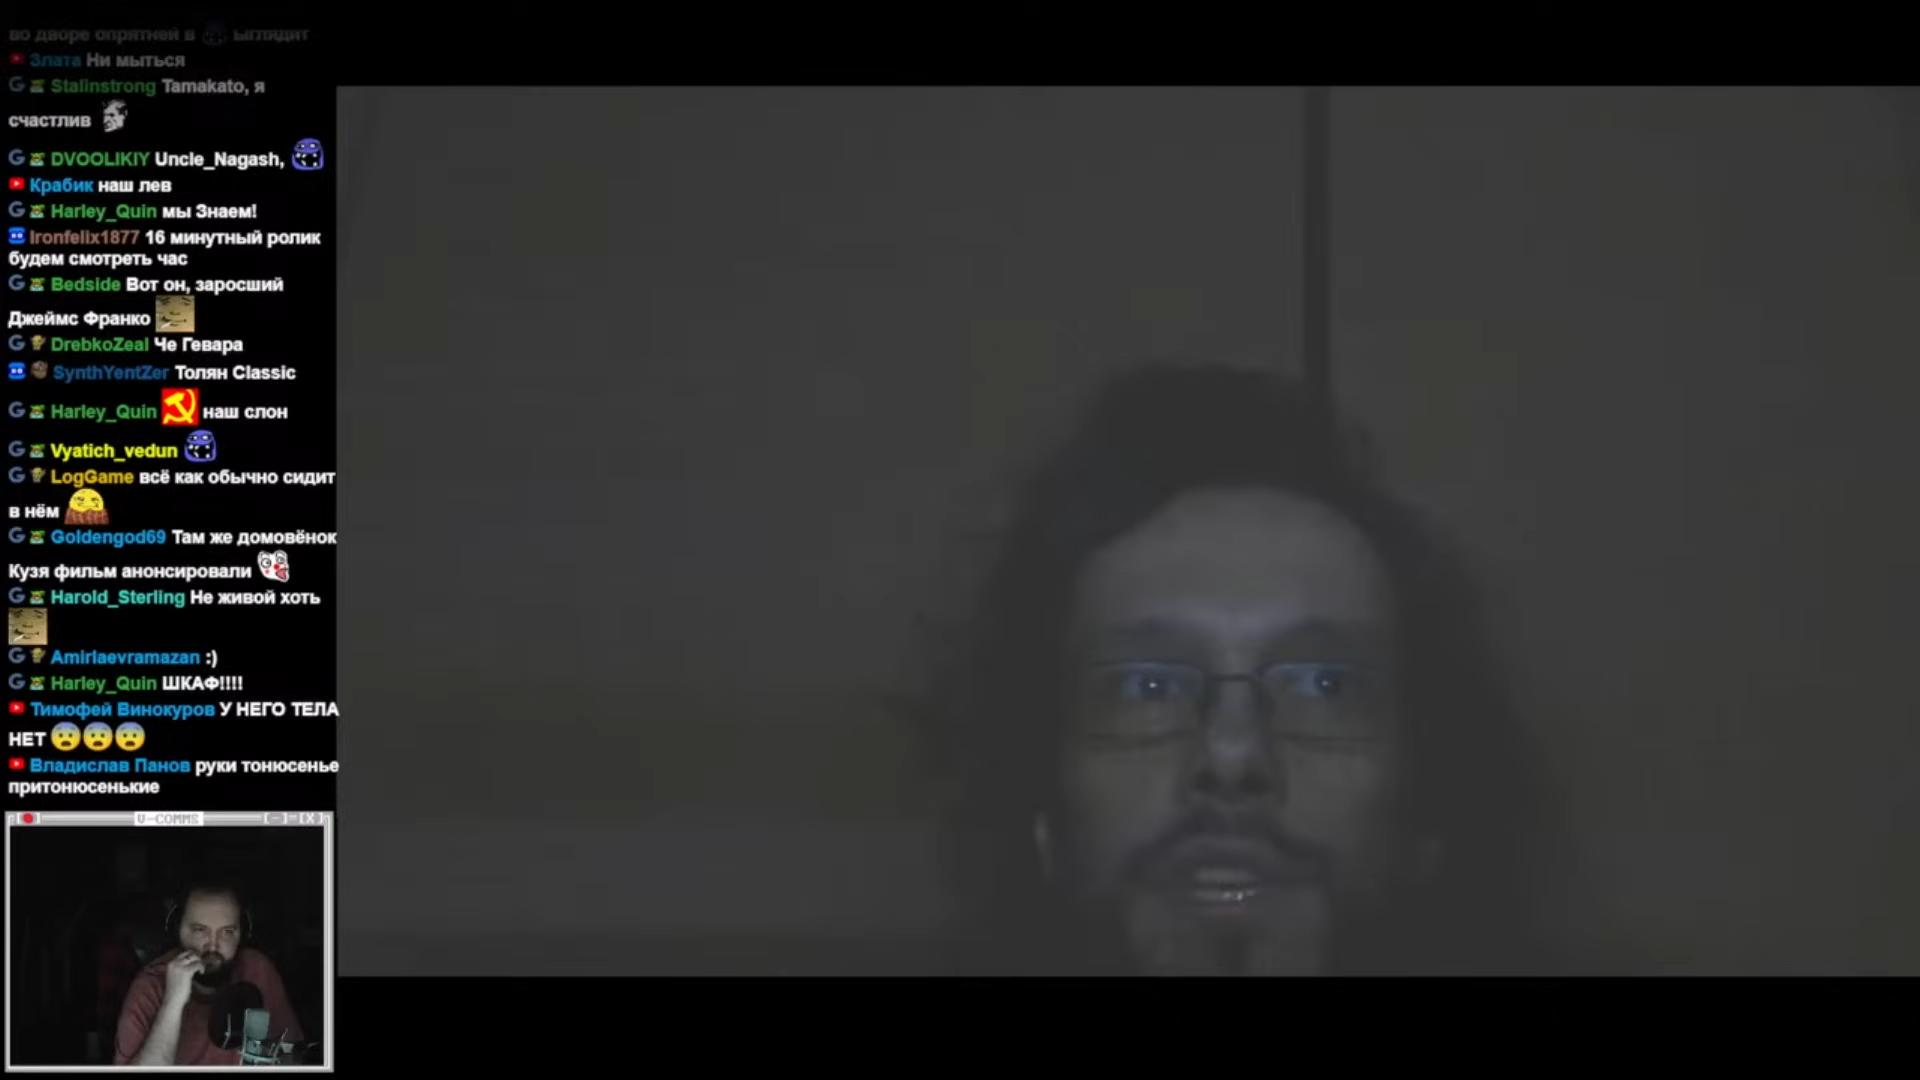 во дворе опрятней в ыглядит
Злата Ни мыться
Stalinstrong Tamakato, я
счастлив
DVOOLIKIY Uncle_Nagash,
Крабик наш лев
Harley_Quin мы Знаем!
Ironfelix1877 16 минутный ролик
будем смотреть час
Bedside Вот он, заросший
Джеймс Франко
DrebkoZeal Че Гевара
SynthYentZer Толян Classic
Harley_Quin наш слон
Vyatich_vedun
LogGame всё как обычно сидит
в нём
Goldengod69 Там же домовёнок
Кузя фильм анонсировали
Harold_Sterling Не живой хоть
Amirlaevramazan :)
Harley_Quin ШКАФ!!!!
Тимофей Винокуров У НЕГО ТЕЛА
НЕТ
Владислав Панов руки тонюсенье
притонюсенькие
V-COMMS [-]=[X]